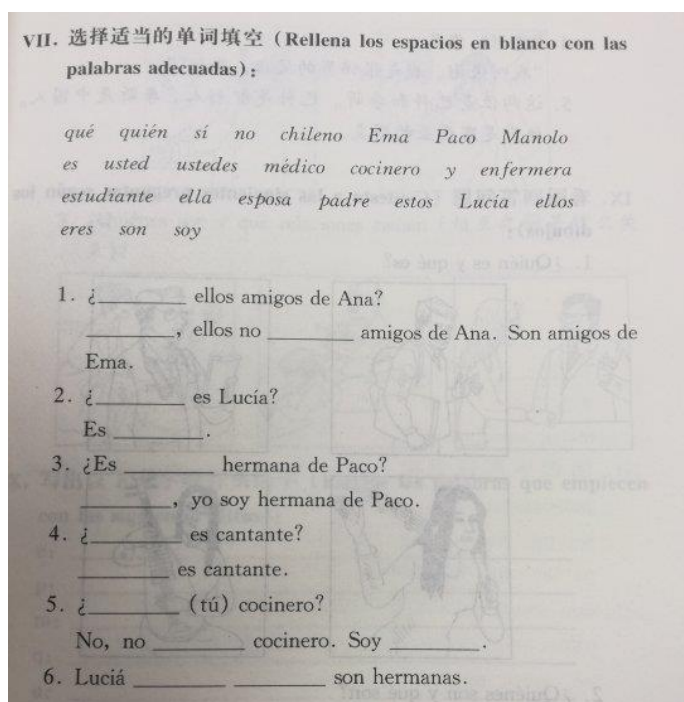 VII. 选择适当的单词填空（Rellena los espacios en blanco con las
palabras adecuadas）:
qué quién sí no chileno Ema Paco Manolo
es usted ustedes médico cocinero y enfermera
estudiante ella esposa padre estos Lucía ellos
eres son soy
1. ¿________ ellos amigos de Ana?
________, ellos no ________ amigos de Ana. Son amigos de
Ema.
2. ¿________ es Lucía?
Es ________.
3. ¿Es ________ hermana de Paco?
________, yo soy hermana de Paco.
4. ¿________ es cantante?
________ es cantante.
5. ¿________ (tú) cocinero?
No, no ________ cocinero. Soy ________.
6. Luciá ________ ________ son hermanas.